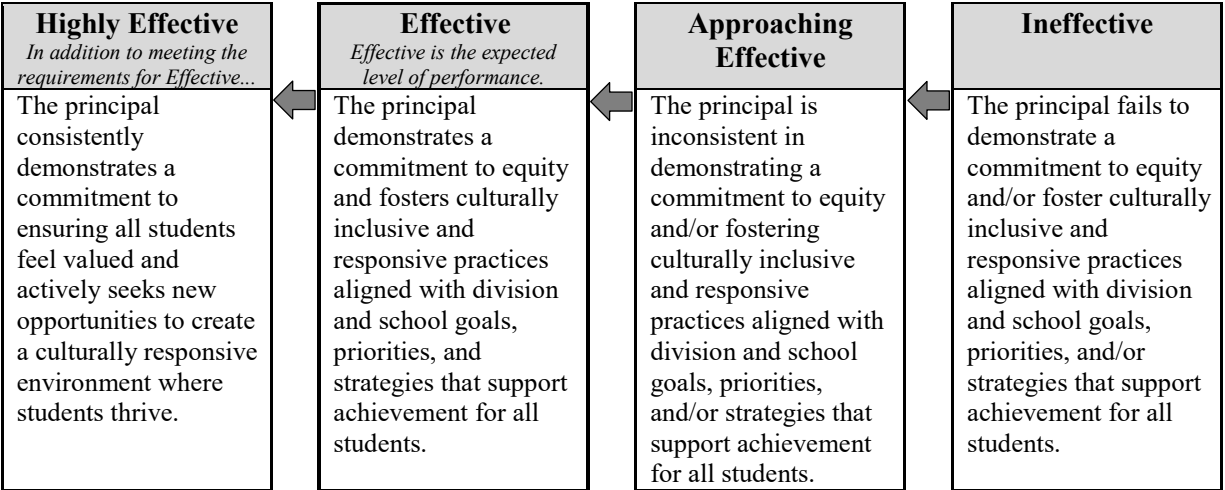 Highly Effective
In addition to meeting the
requirements for Effective...
The principal
consistently
demonstrates a
commitment to
ensuring all students
feel valued and
actively seeks new
opportunities to create
a culturally responsive
environment where
students thrive.
Effective
Effective is the expected
level of performance.
The principal
demonstrates a
commitment to equity
and fosters culturally
inclusive and
responsive practices
aligned with division
and school goals,
priorities, and
strategies that support
achievement for all
students.
Approaching
Effective
The principal is
inconsistent in
demonstrating a
commitment to equity
and/or fostering
culturally inclusive
and responsive
practices aligned with
division and school
goals, priorities,
and/or strategies that
support achievement
for all students.
Ineffective
The principal fails to
demonstrate a
commitment to equity
and/or foster culturally
inclusive and
responsive practices
aligned with division
and school goals,
priorities, and/or
strategies that support
achievement for all
students.